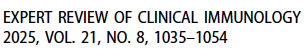 EXPERT REVIEW OF CLINICAL IMMUNOLOGY
2025, VOL. 21, NO. 8, 1035–1054